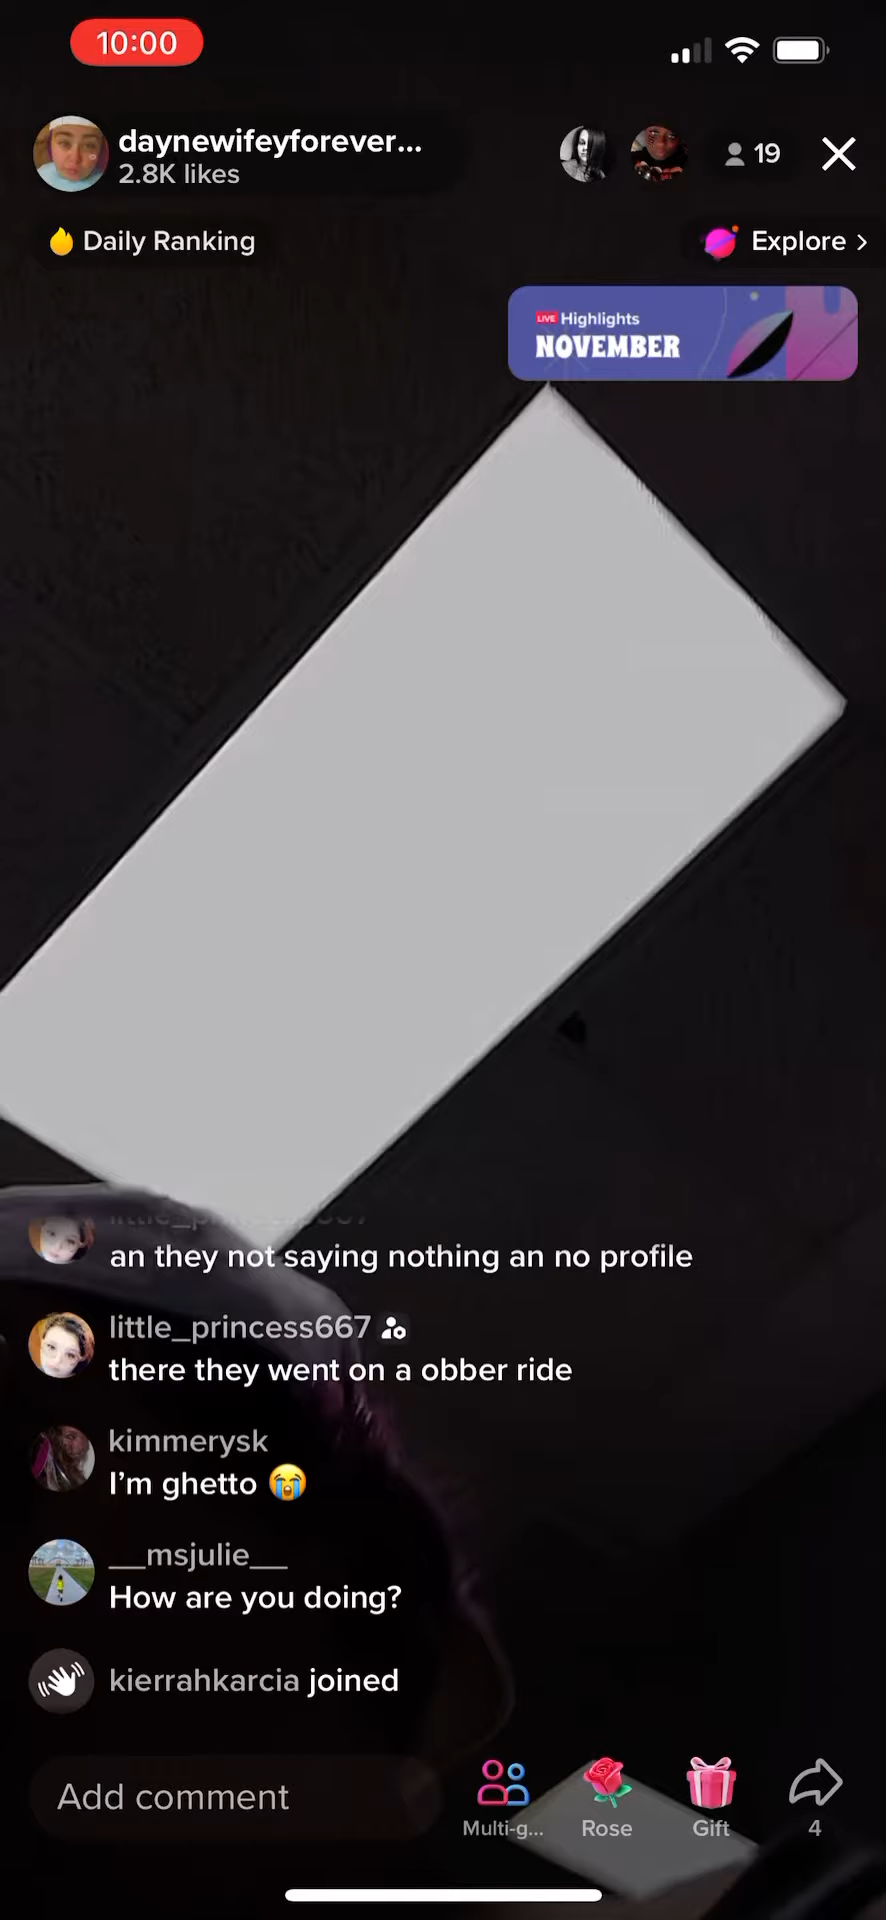 10:00
daynewifeyforever...
2.8K likes
19
Daily Ranking
Explore >
LIVE Highlights
NOVEMBER
an they not saying nothing an no profile
little_princess667
there they went on a obber ride
kimmerysk
I'm ghetto 😭
__msjulie__
How are you doing?
kierrahkarcia joined
Add comment
Multi-g...
Rose
Gift
4